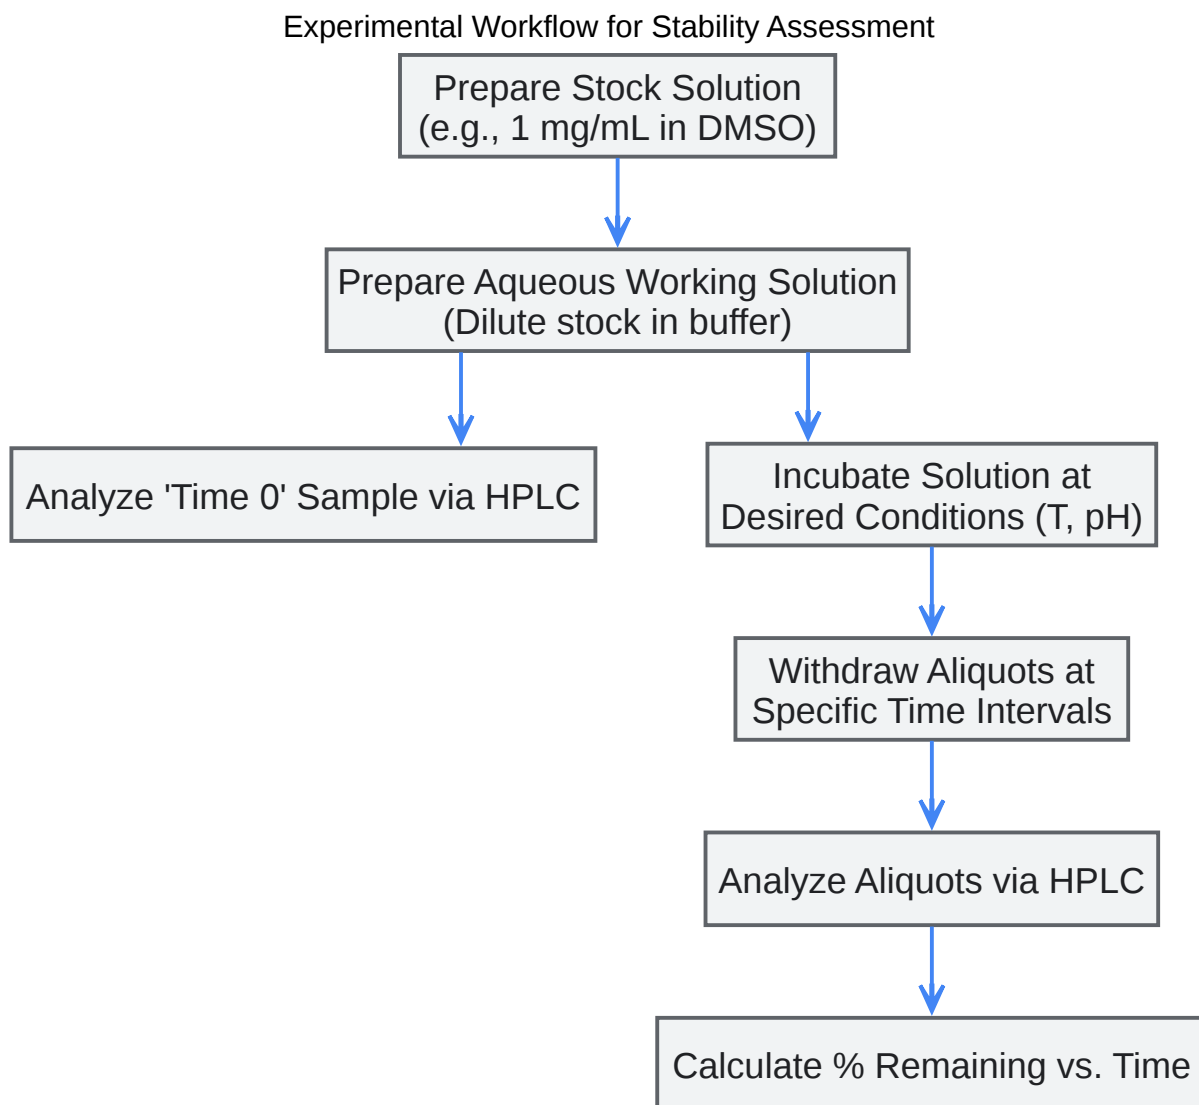 Experimental Workflow for Stability Assessment
Prepare Stock Solution
(e.g., 1 mg/mL in DMSO)
Prepare Aqueous Working Solution
(Dilute stock in buffer)
Analyze 'Time 0' Sample via HPLC
Incubate Solution at
Desired Conditions (T, pH)
Withdraw Aliquots at
Specific Time Intervals
Analyze Aliquots via HPLC
Calculate % Remaining vs. Time